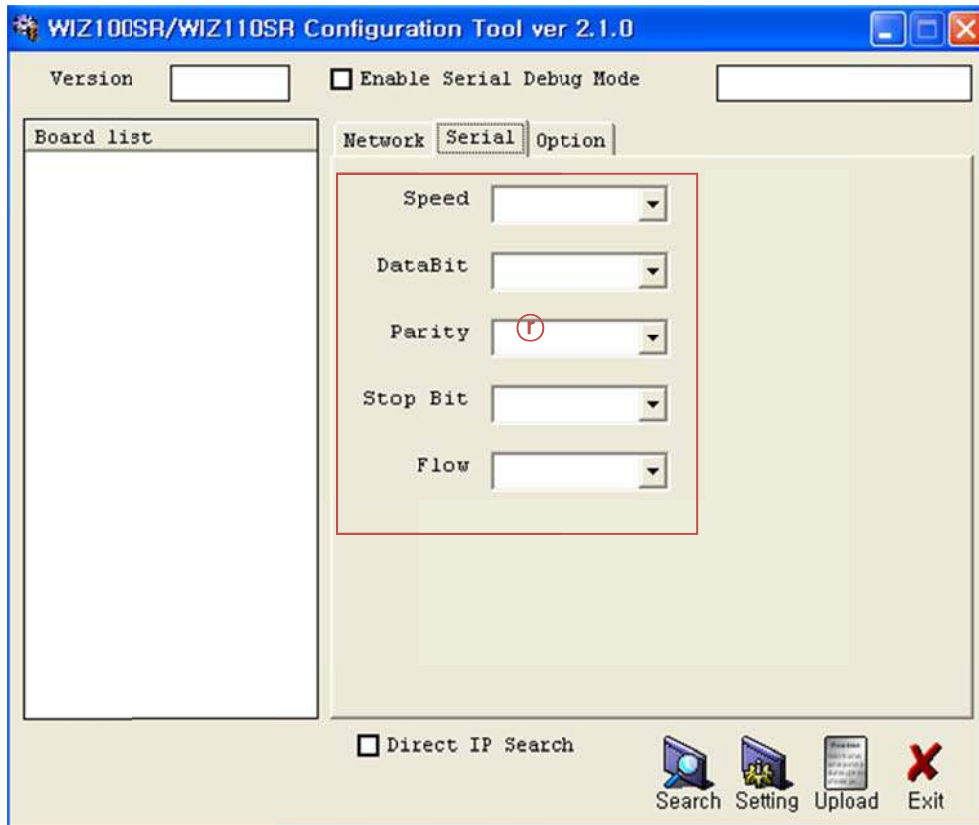 WIZ100SR/WIZ110SR Configuration Tool ver 2.1.0
Version
Enable Serial Debug Mode
Board list
Network Serial Option
Speed
DataBit
Parity ⓡ
Stop Bit
Flow
Direct IP Search
Search Setting Upload Exit